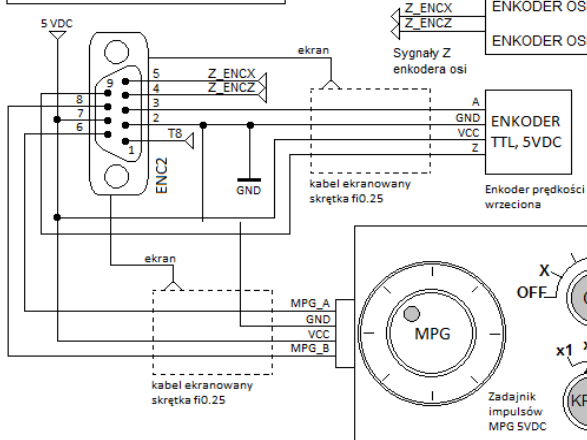 5 VDC
ekran
Z_ENCX
Z_ENCZ
ENKODER
ENKODER
Sygnały Z
enkodera osi
9
8
7
6
5
4
3
2
1
Z_ENCX
Z_ENCZ
T8
ENC2
GND
A
GND
VCC
Z
ENKODER
TTL, 5VDC
kabel ekranowany
skrętka fi0.25
Enkoder prędkości
wrzeciona
ekran
MPG_A
GND
VCC
MPG_B
MPG
kabel ekranowany
skrętka fi0.25
X
OFF
x1
Zadajnik
impulsów
MPG 5VDC